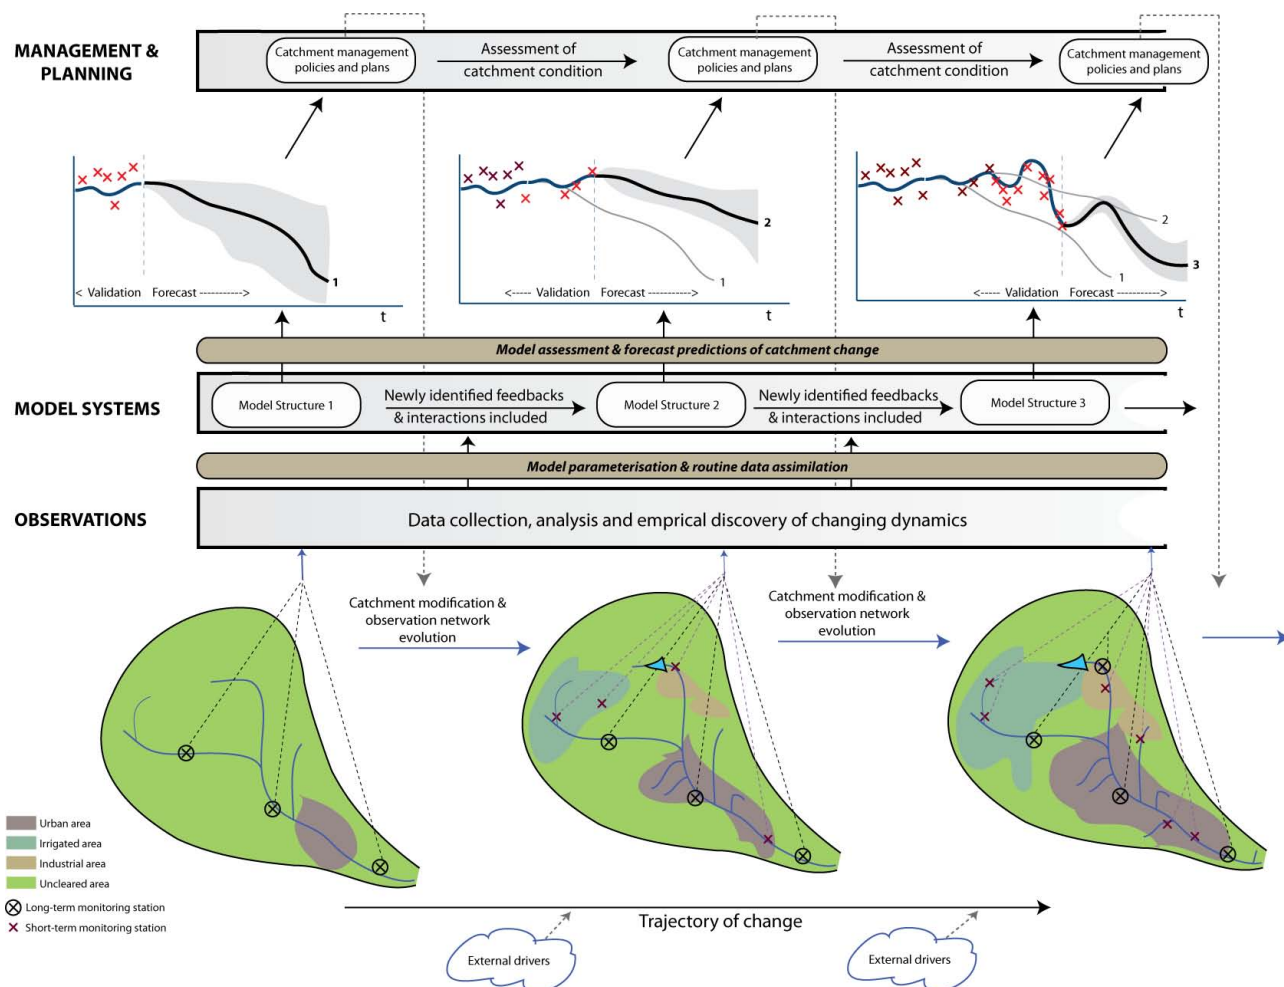 MANAGEMENT &
PLANNING
Catchment management
policies and plans
Assessment of
catchment condition
Catchment management
policies and plans
Assessment of
catchment condition
Catchment management
policies and plans
1
< Validation Forecast ----------->
t
2
1
<---- Validation Forecast ----------->
t
2
3
1
<---- Validation Forecast ----------->
t
Model assessment & forecast predictions of catchment change
MODEL SYSTEMS
Model Structure 1
Newly identified feedbacks
& interactions included
Model Structure 2
Newly identified feedbacks
& interactions included
Model Structure 3
Model parameterisation & routine data assimilation
OBSERVATIONS
Data collection, analysis and emprical discovery of changing dynamics
Catchment modification &
observation network
evolution
Catchment modification &
observation network
evolution
Urban area
Irrigated area
Industrial area
Uncleared area
Long-term monitoring station
Short-term monitoring station
Trajectory of change
External drivers
External drivers